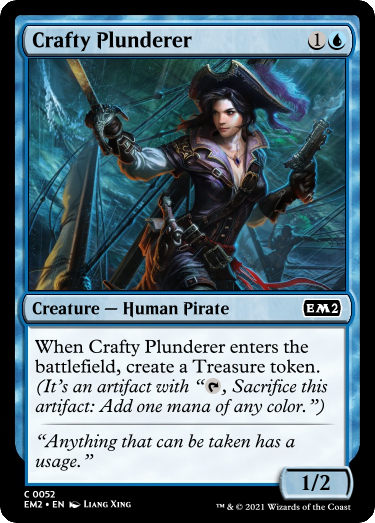 Crafty Plunderer 1
Creature — Human Pirate EM2
When Crafty Plunderer enters the
battlefield, create a Treasure token.
(It's an artifact with “, Sacrifice this
artifact: Add one mana of any color.”)
“Anything that can be taken has a
usage.”
1/2
C 0052
EM2 • EN Liang Xing ™ & © 2021 Wizards of the Coast